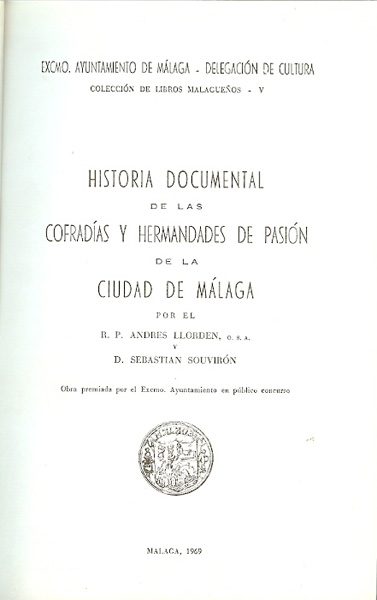 EXCMO. AYUNTAMIENTO DE MÁLAGA - DELEGACIÓN DE CULTURA
COLECCIÓN DE LIBROS MALAGUEÑOS - V
HISTORIA DOCUMENTAL
DE LAS
COFRADÍAS Y HERMANDADES DE PASIÓN
DE LA
CIUDAD DE MÁLAGA
POR EL
R. P. ANDRES LLORDEN, O. S. A.
Y
D. SEBASTIAN SOUVIRÓN
Obra premiada por el Excmo. Ayuntamiento en público concurso
MALAGA, 1969